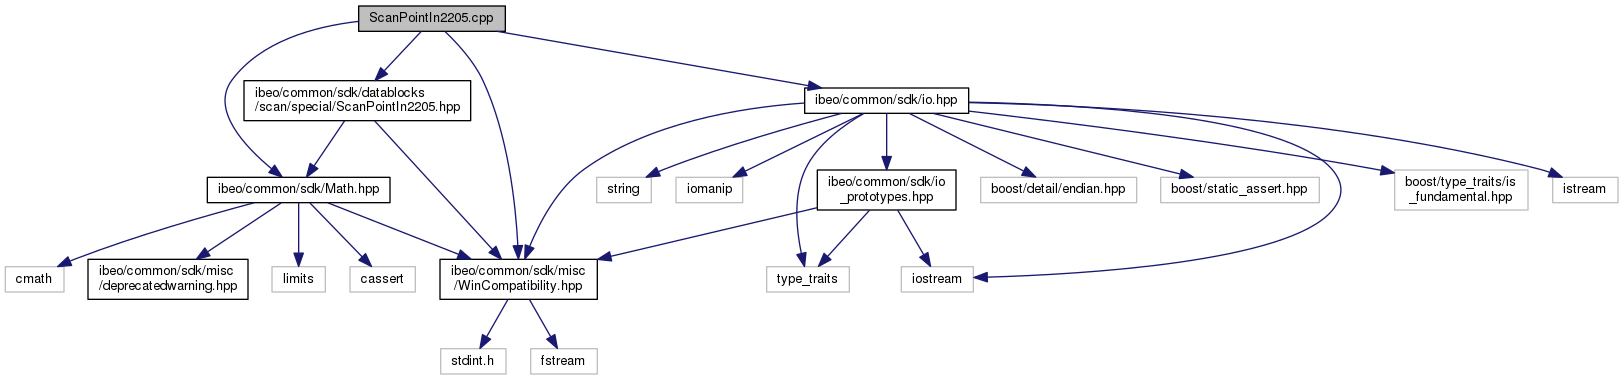 ScanPointIn2205.cpp
ibeo/common/sdk/datablocks
/scan/special/ScanPointIn2205.hpp
ibeo/common/sdk/io.hpp
ibeo/common/sdk/Math.hpp
string
iomanip
ibeo/common/sdk/io
_prototypes.hpp
boost/detail/endian.hpp
boost/static_assert.hpp
boost/type_traits/is
_fundamental.hpp
istream
cmath
ibeo/common/sdk/misc
/deprecatedwarning.hpp
limits
cassert
ibeo/common/sdk/misc
/WinCompatibility.hpp
type_traits
iostream
stdint.h
fstream